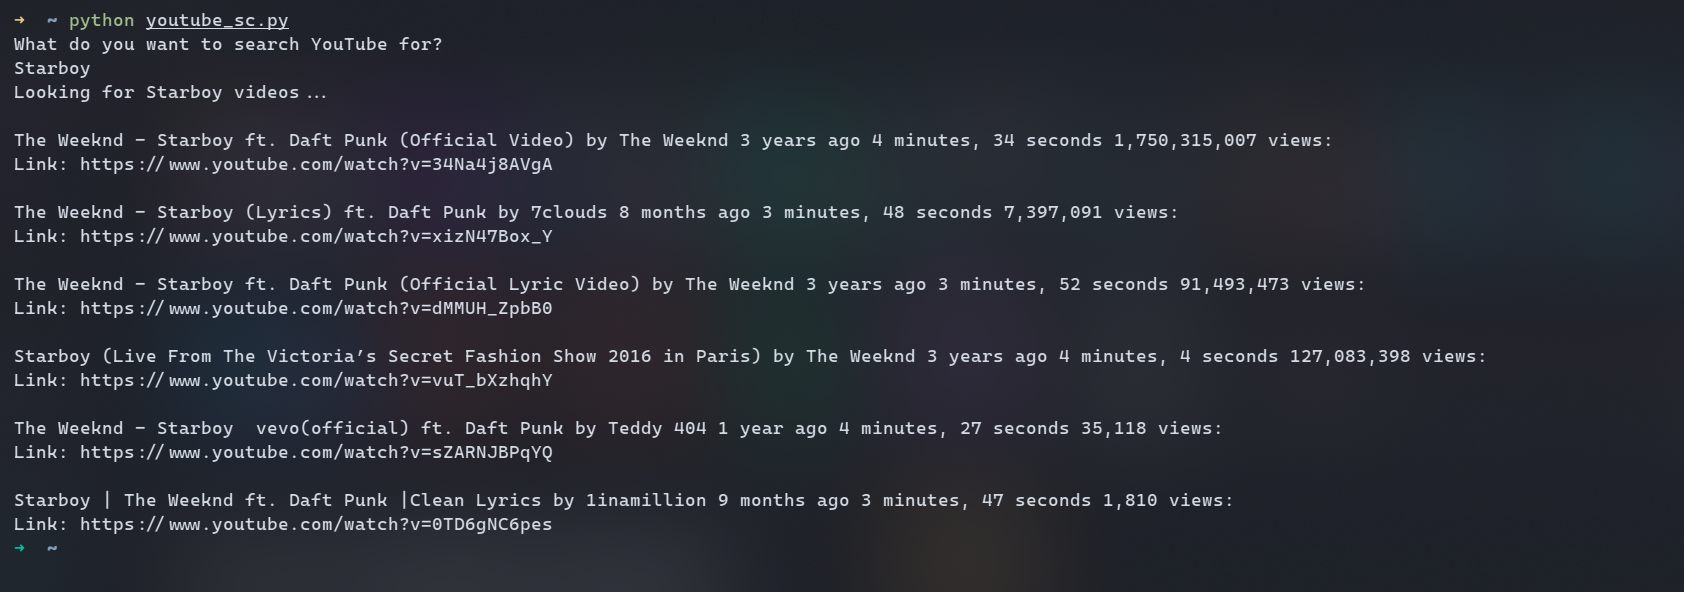 ➜  ~ python youtube_sc.py
What do you want to search YouTube for?
Starboy
Looking for Starboy videos...
The Weeknd - Starboy ft. Daft Punk (Official Video) by The Weeknd 3 years ago 4 minutes, 34 seconds 1,750,315,007 views:
Link: https://www.youtube.com/watch?v=34Na4j8AVgA
The Weeknd - Starboy (Lyrics) ft. Daft Punk by 7clouds 8 months ago 3 minutes, 48 seconds 7,397,091 views:
Link: https://www.youtube.com/watch?v=xizN47Box_Y
The Weeknd - Starboy ft. Daft Punk (Official Lyric Video) by The Weeknd 3 years ago 3 minutes, 52 seconds 91,493,473 views:
Link: https://www.youtube.com/watch?v=dMMUH_ZpbB0
Starboy (Live From The Victoria’s Secret Fashion Show 2016 in Paris) by The Weeknd 3 years ago 4 minutes, 4 seconds 127,083,398 views:
Link: https://www.youtube.com/watch?v=vuT_bXzhqhY
The Weeknd - Starboy  vevo(official) ft. Daft Punk by Teddy 404 1 year ago 4 minutes, 27 seconds 35,118 views:
Link: https://www.youtube.com/watch?v=sZARNJBPqYQ
Starboy | The Weeknd ft. Daft Punk |Clean Lyrics by 1inamillion 9 months ago 3 minutes, 47 seconds 1,810 views:
Link: https://www.youtube.com/watch?v=0TD6gNC6pes
➜  ~